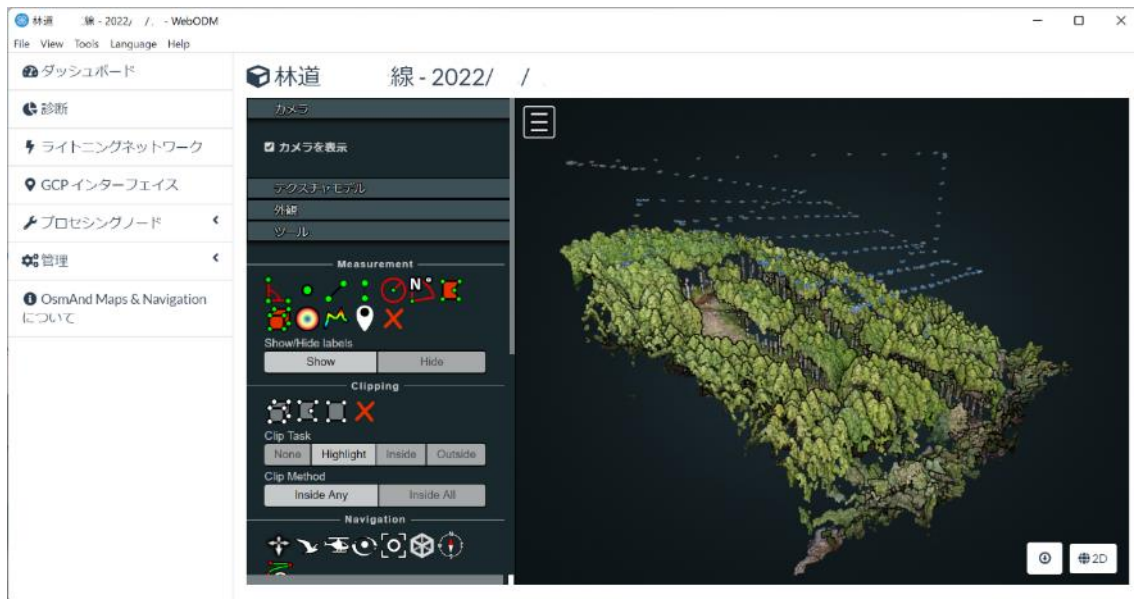 林道 線 - 2022/ /. - WebODM
File View Tools Language Help
ダッシュボード
診断
ライトニングネットワーク
GCP インターフェイス
プロセシングノード
管理
OsmAnd Maps & Navigation
について
林道 線 - 2022/ /
カメラ
カメラを表示
テクスチャモデル
外観
ツール
Measurement
N
Show/Hide labels
Show Hide
Clipping
Clip Task
None Highlight Inside Outside
Clip Method
Inside Any Inside All
Navigation
2D